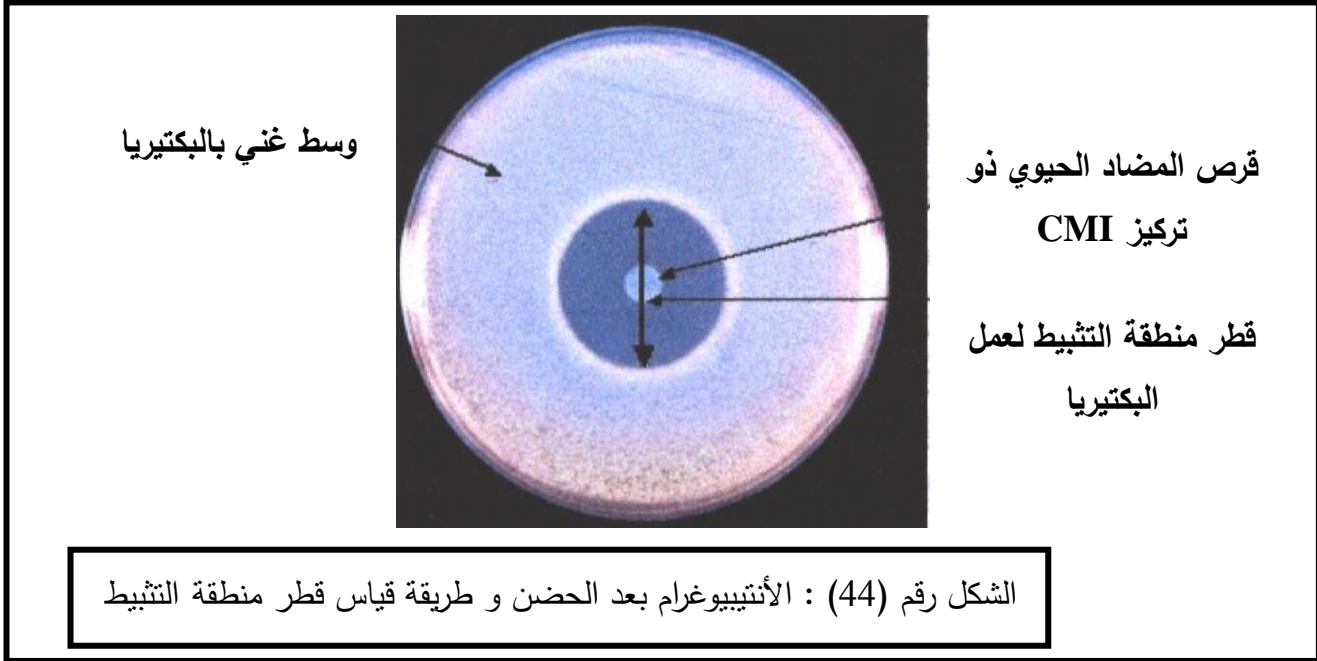 وسط غني بالبكتيريا
قرص المضاد الحيوي ذو
تركيز CMI
قطر منطقة التثبيط لعمل
البكتيريا
الشكل رقم (44) : الأنتيبيوغرام بعد الحضن و طريقة قياس قطر منطقة التثبيط